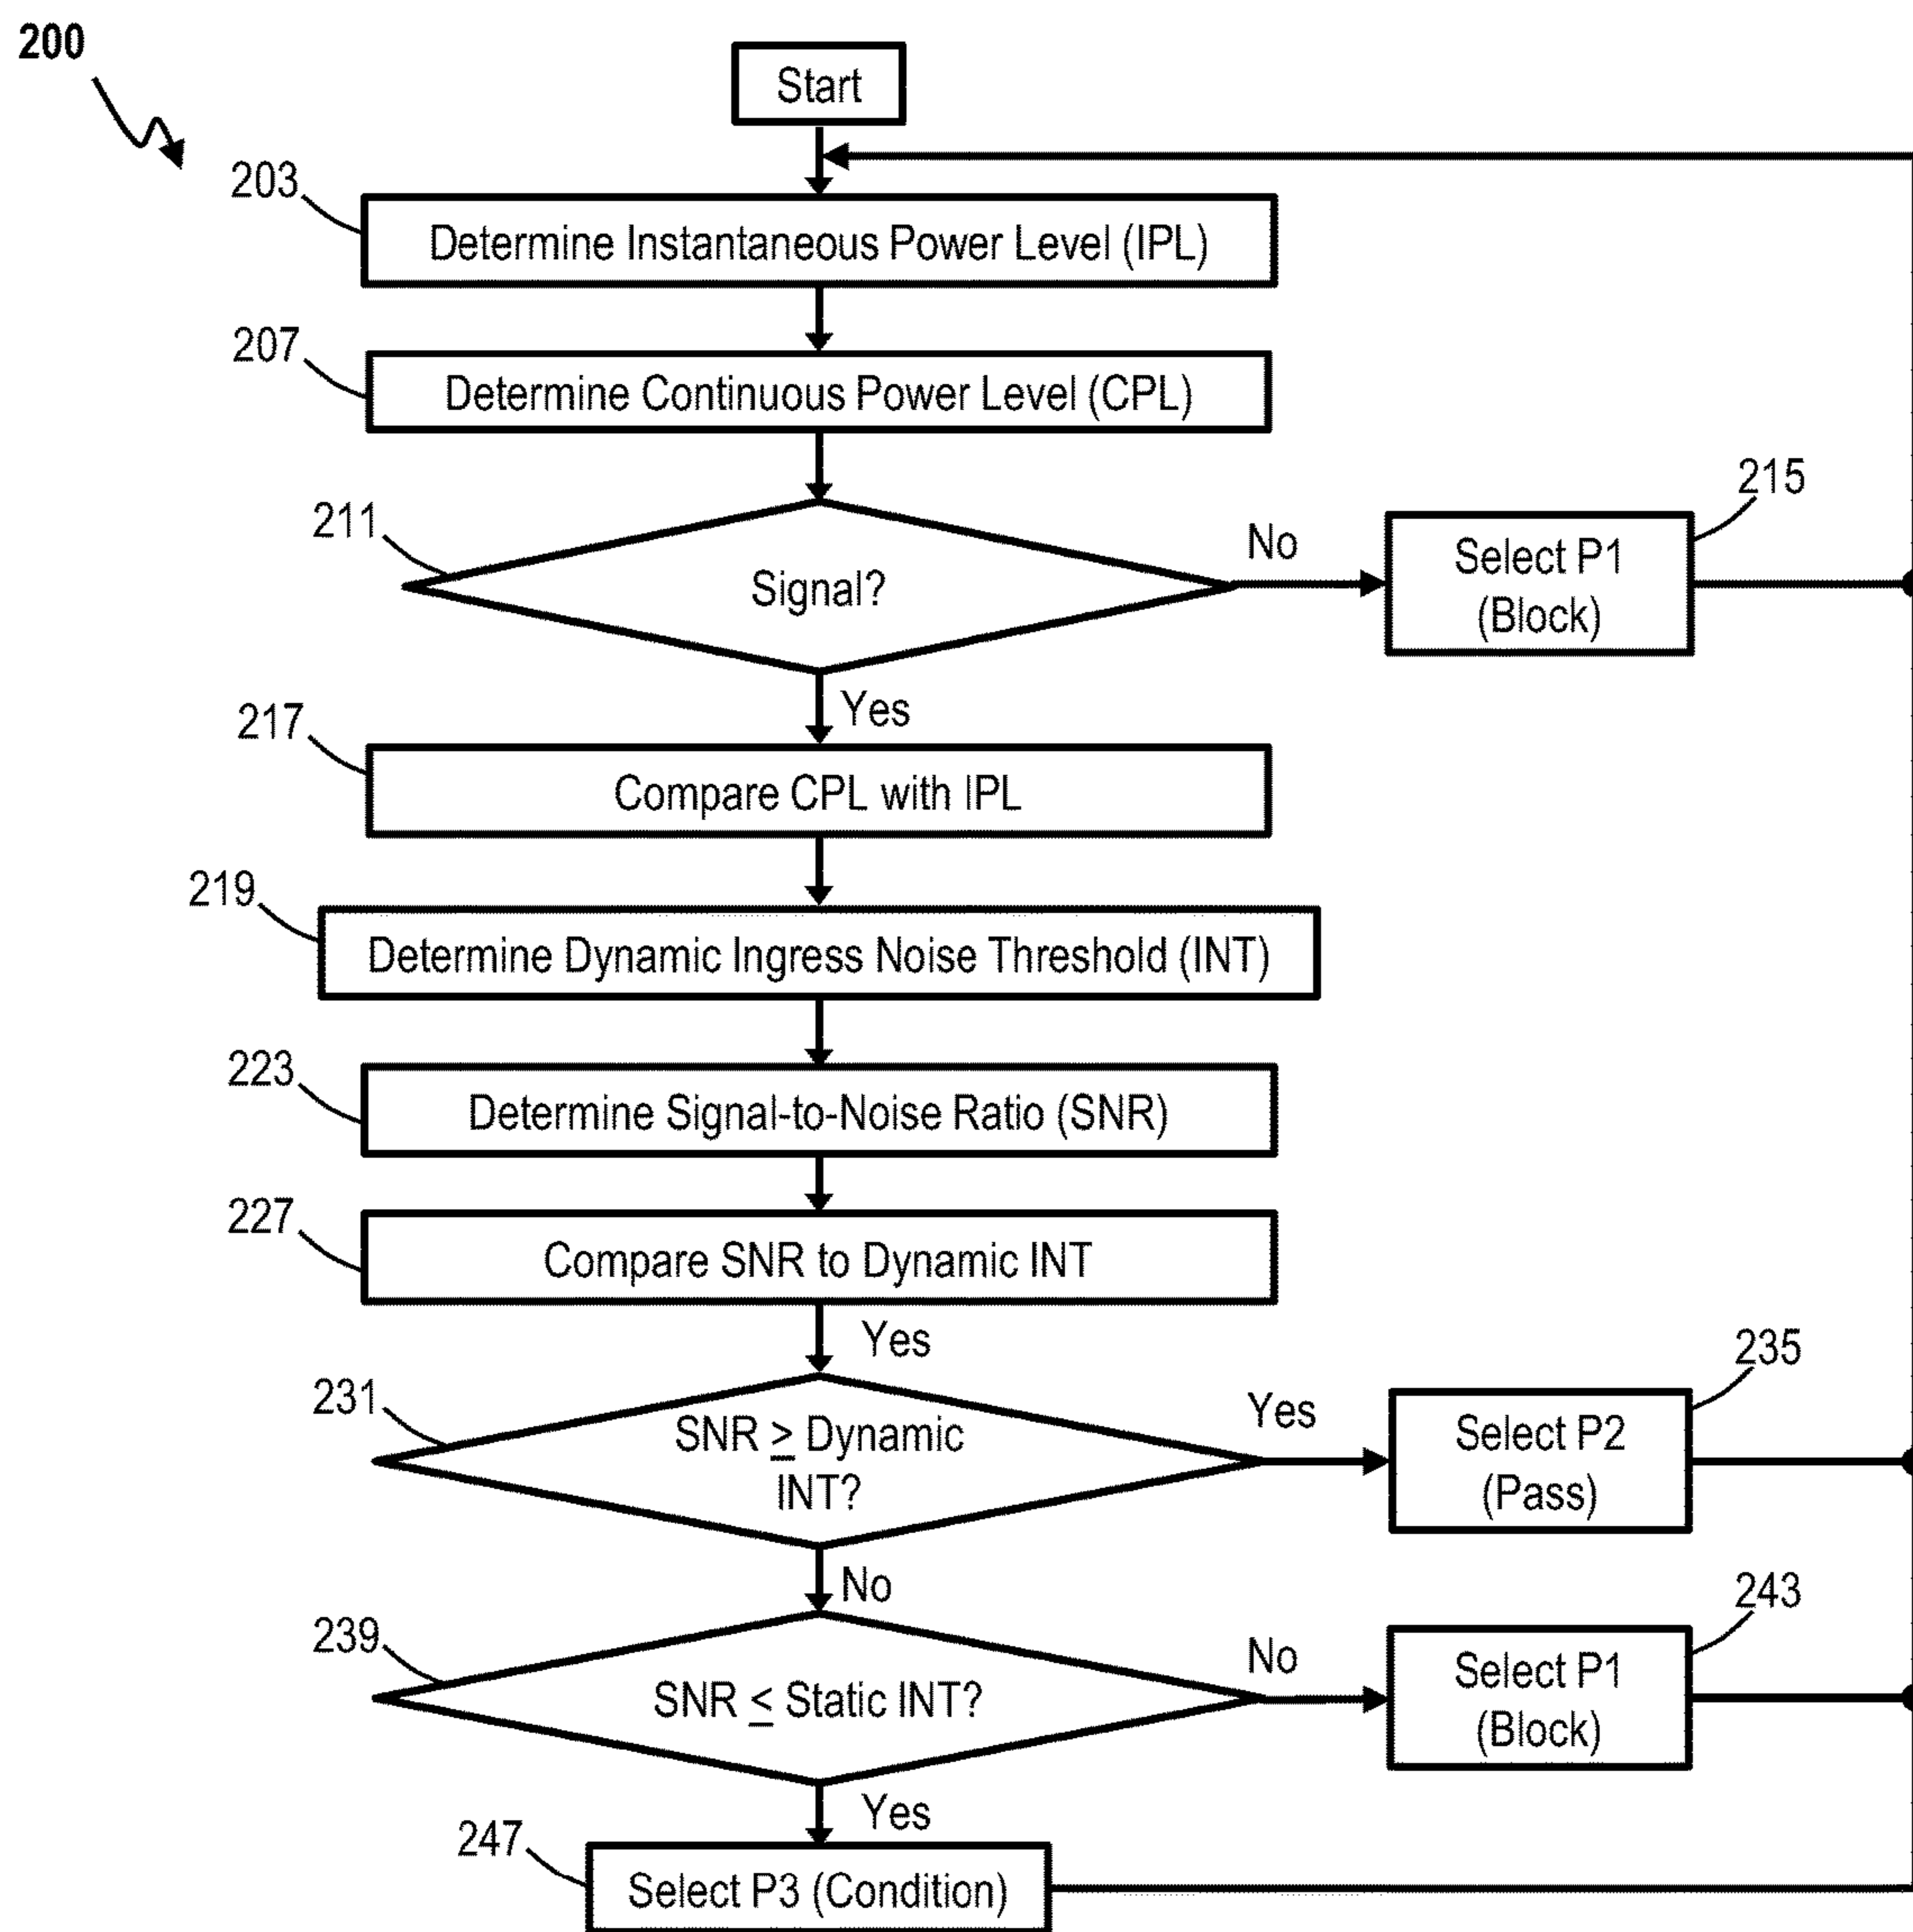 200
Start
203
Determine Instantaneous Power Level (IPL)
207
Determine Continuous Power Level (CPL)
211
Signal?
No
215
Select P1
(Block)
Yes
217
Compare CPL with IPL
219
Determine Dynamic Ingress Noise Threshold (INT)
223
Determine Signal-to-Noise Ratio (SNR)
227
Compare SNR to Dynamic INT
Yes
231
SNR ≥ Dynamic
INT?
Yes
235
Select P2
(Pass)
No
239
SNR ≤ Static INT?
No
243
Select P1
(Block)
Yes
247
Select P3 (Condition)